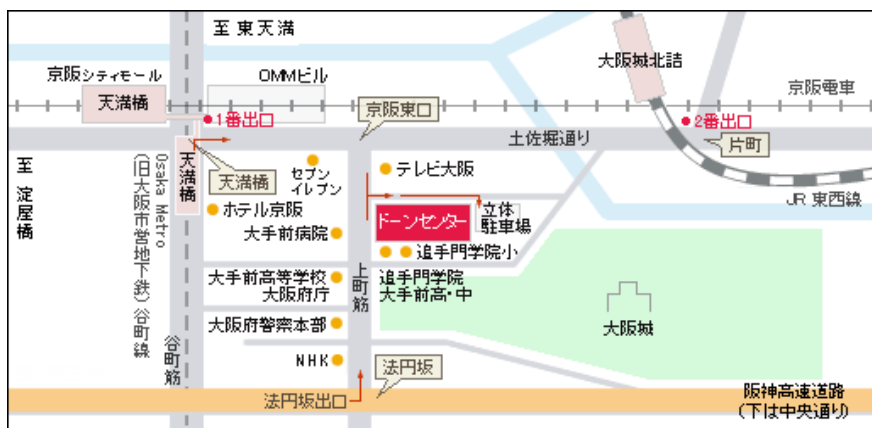 至 東天満
京阪シティモール
OMMビル
大阪城北詰
天満橋
京阪東口
京阪電車
1番出口
2番出口
土佐堀通り
片町
至 淀屋橋
Osaka Metro
(旧大阪市営地下鉄)谷町線
天満橋
天満橋
セブン
イレブン
テレビ大阪
JR 東西線
ホテル京阪
ドーンセンター
立体
駐車場
大手前病院
追手門学院小
大手前高等学校
大阪府庁
上町筋
追手門学院
大手前高・中
大阪城
大阪府警察本部
谷町筋
NHK
法円坂
法円坂出口
阪神高速道路
(下は中央通り)